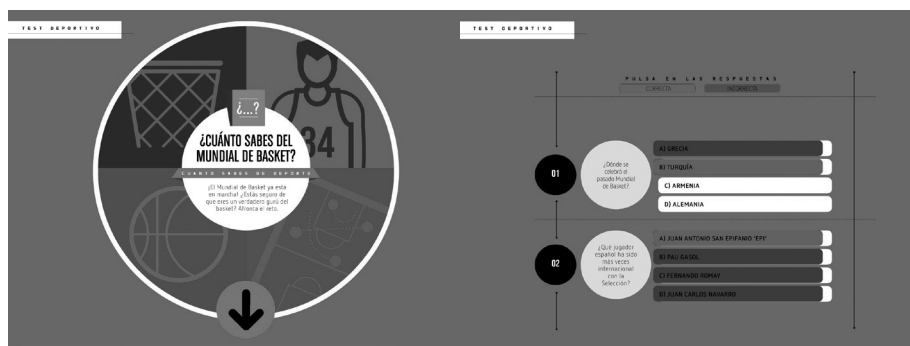 TEST DEPORTIVO
¿...?
34
¿CUÁNTO SABES DEL
MUNDIAL DE BASKET?
CUÁNTO SABES DE DEPORTE
¿El Mundial de Basket ya está
en marcha! ¿Estás seguro de
que eres un verdadero gurú del
basket? Afronta el reto.
TEST DEPORTIVO
PULSA EN LAS RESPUESTAS
CORRECTA
INCORRECTA
01
¿Dónde se
celebró el
pasado Mundial
de Basket?
A) GRECIA
B) TURQUÍA
C) ARMENIA
D) ALEMANIA
02
¿Qué jugador
español ha sido
más veces
internacional
con la
Selección?
A) JUAN ANTONIO SAN EPIFANIO 'EPI'
B) PAU GASOL
C) FERNANDO ROMAY
D) JUAN CARLOS NAVARRO